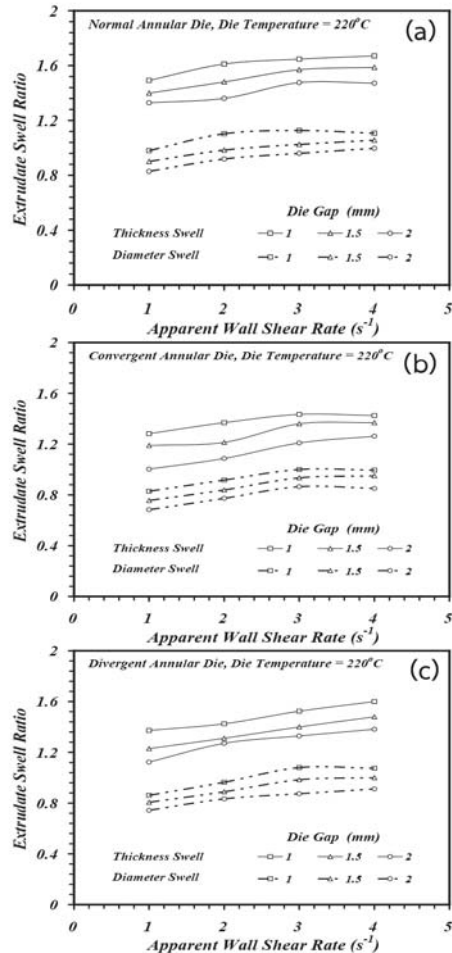 2
Normal Annular Die, Die Temperature = 220°C
(a)
1.6
1.2
0.8
0.4
0
Extrudate Swell Ratio
Die Gap (mm)
Thickness Swell 1 1.5 2
Diameter Swell 1 1.5 2
0 1 2 3 4 5
Apparent Wall Shear Rate (s-1)
2
Convergent Annular Die, Die Temperature = 220°C
(b)
1.6
1.2
0.8
0.4
0
Extrudate Swell Ratio
Die Gap (mm)
Thickness Swell 1 1.5 2
Diameter Swell 1 1.5 2
0 1 2 3 4 5
Apparent Wall Shear Rate (s-1)
2
Divergent Annular Die, Die Temperature = 220°C
(c)
1.6
1.2
0.8
0.4
0
Extrudate Swell Ratio
Die Gap (mm)
Thickness Swell 1 1.5 2
Diameter Swell 1 1.5 2
0 1 2 3 4 5
Apparent Wall Shear Rate (s-1)